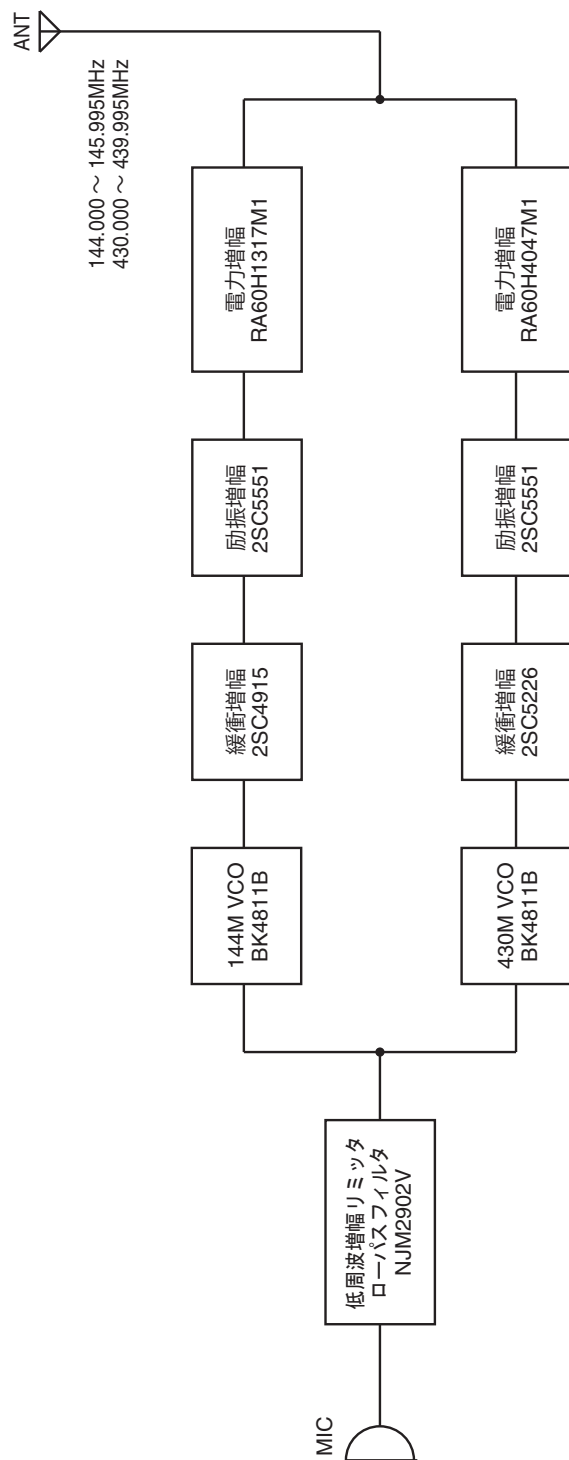 MIC
低周波増幅リミッタ
ローパスフィルタ
NJM2902V
144M VCO
BK4811B
緩衝増幅
2SC4915
励振増幅
2SC5551
電力増幅
RA60H1317M1
430M VCO
BK4811B
緩衝増幅
2SC5226
励振増幅
2SC5551
電力増幅
RA60H4047M1
ANT
144.000 ～ 145.995MHz
430.000 ～ 439.995MHz